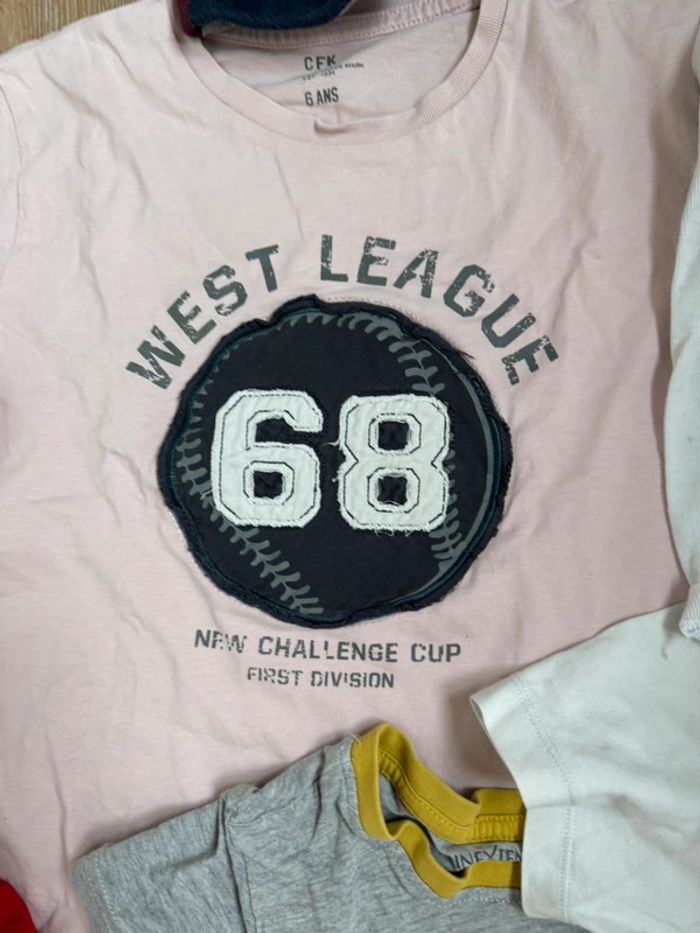 CFK
6 ANS
WEST LEAGUE
68
NEW CHALLENGE CUP
FIRST DIVISION